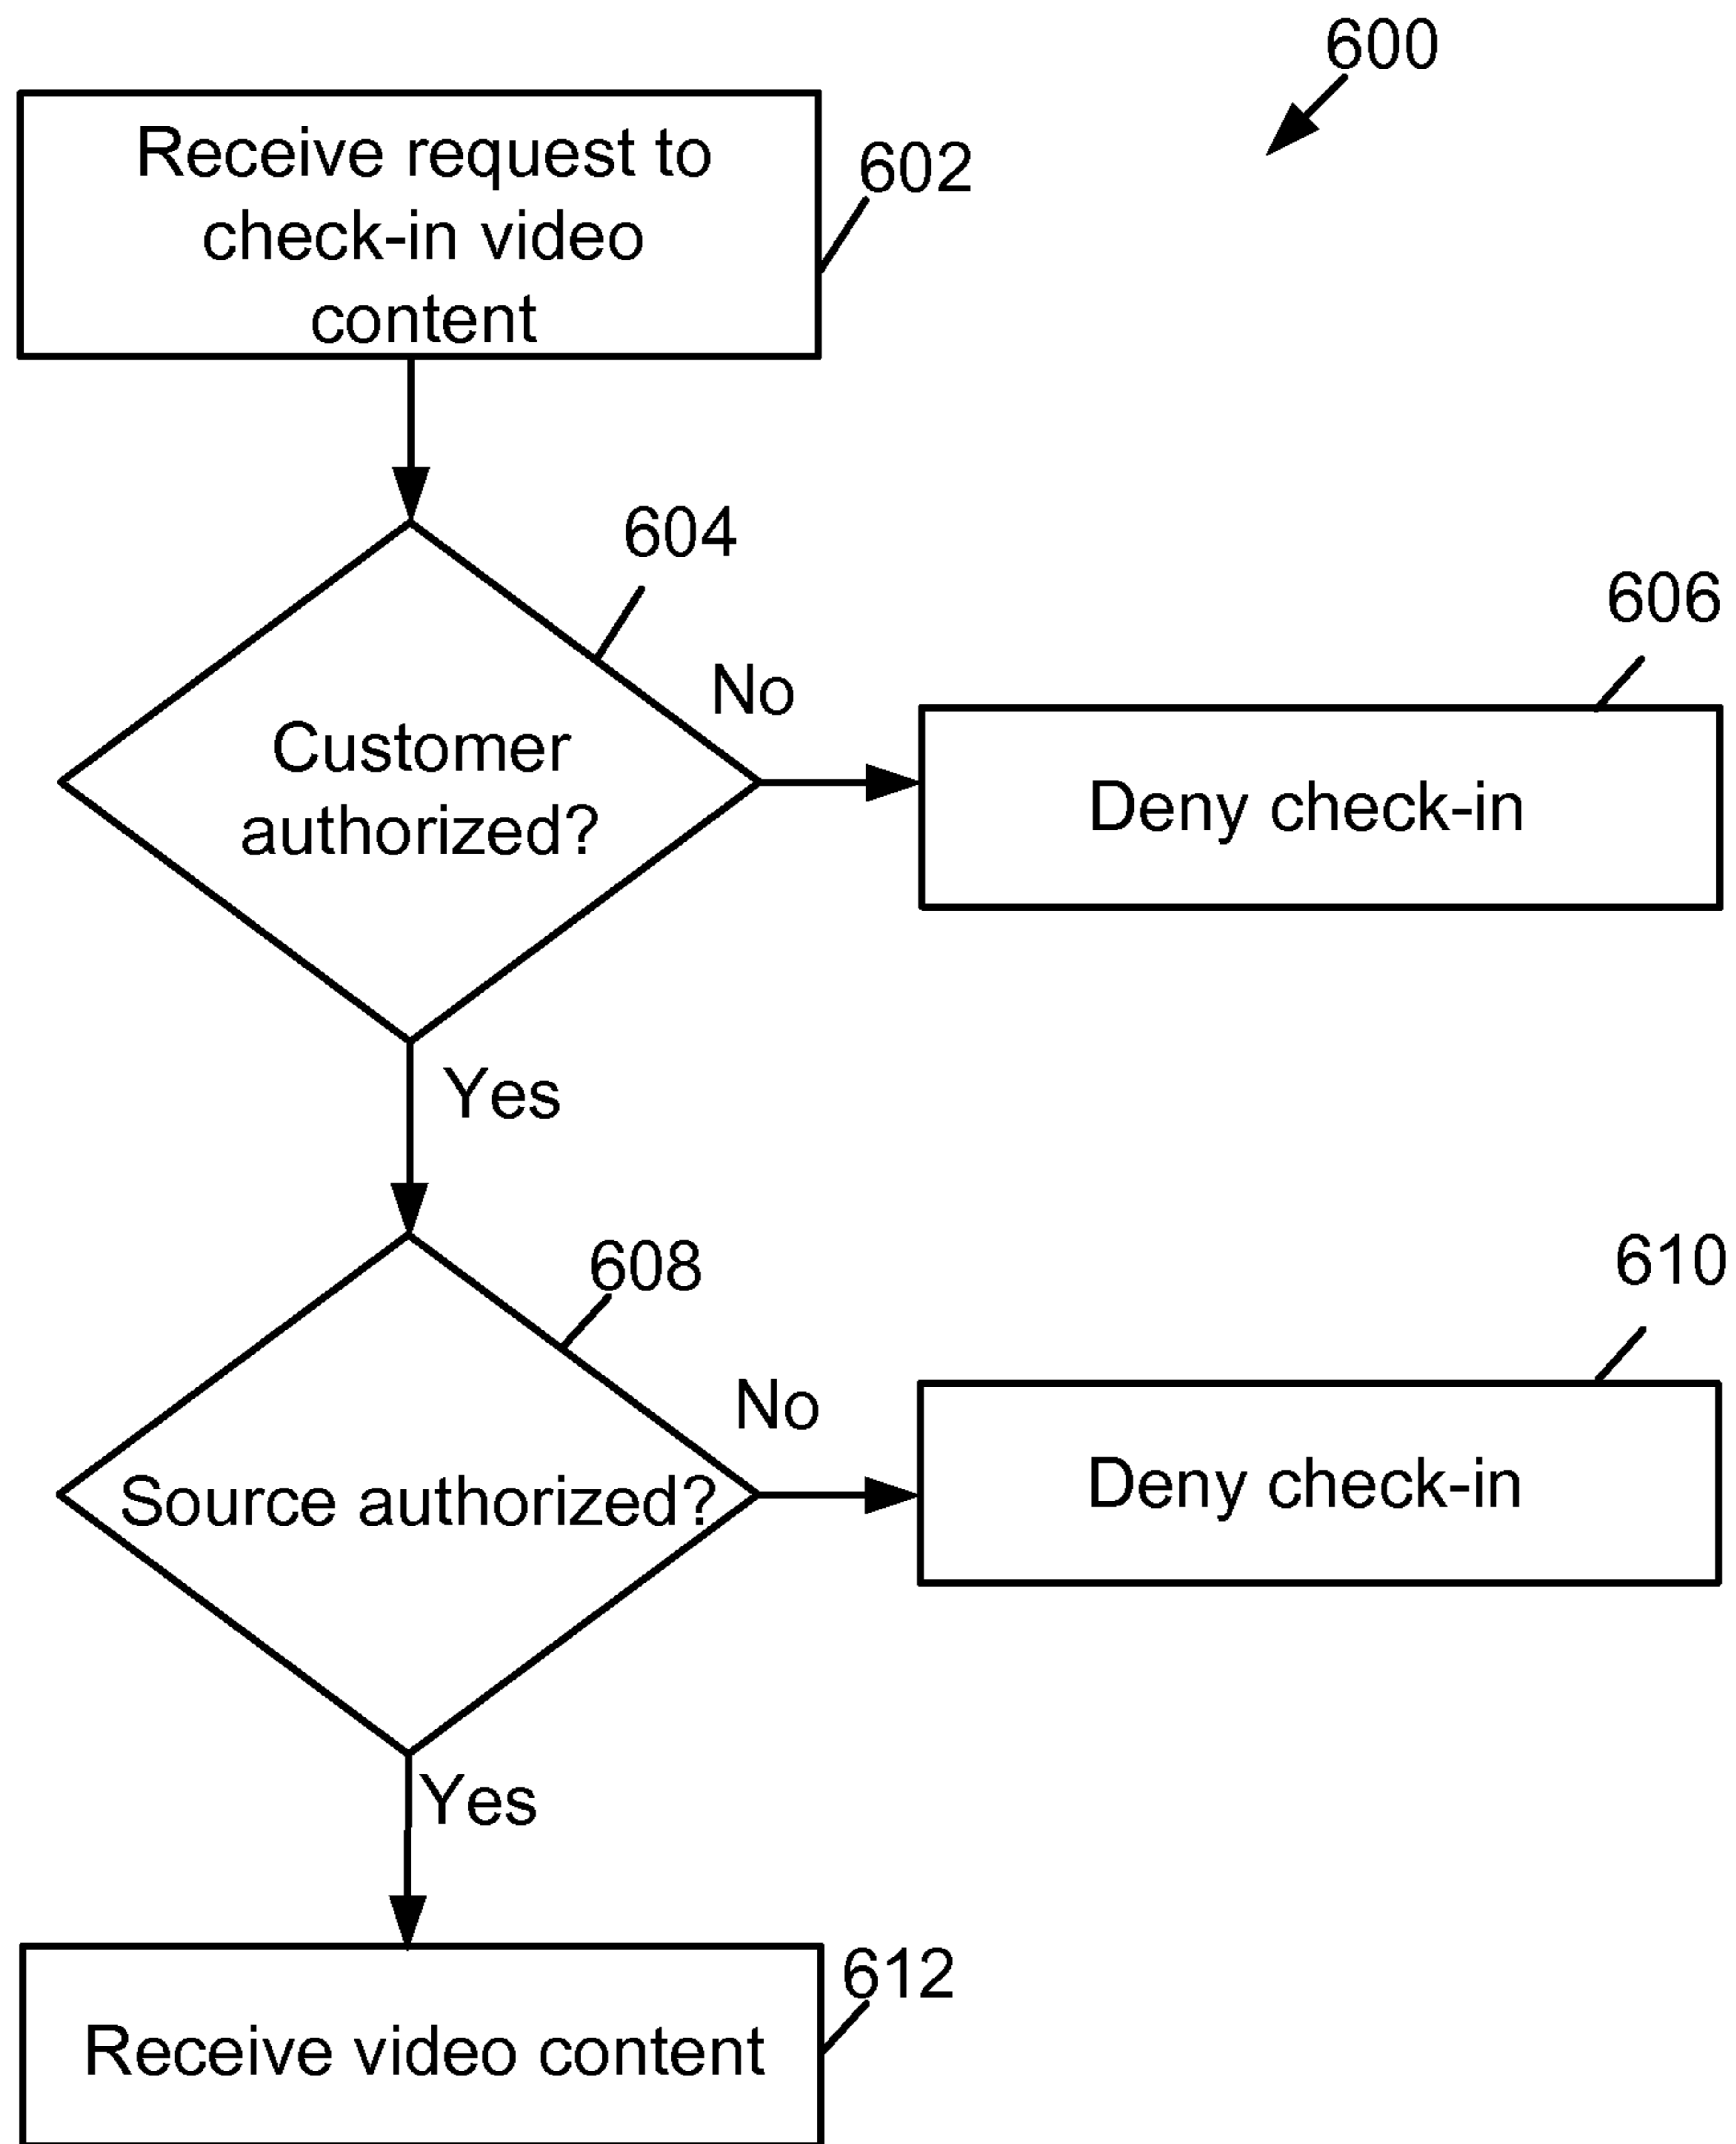 600
Receive request to
check-in video
content
602
604
606
No
Customer
authorized?
Deny check-in
Yes
608
610
No
Source authorized?
Deny check-in
Yes
612
Receive video content